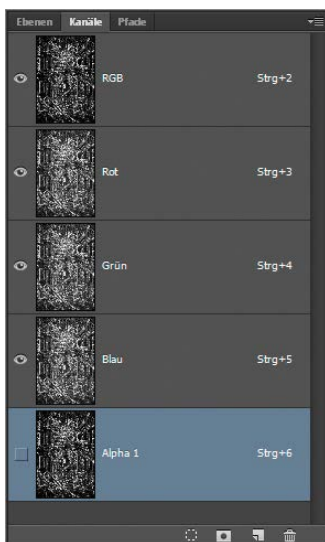 Ebenen Kanäle Pfade
RGB Strg+2
Rot Strg+3
Grün Strg+4
Blau Strg+5
Alpha 1 Strg+6